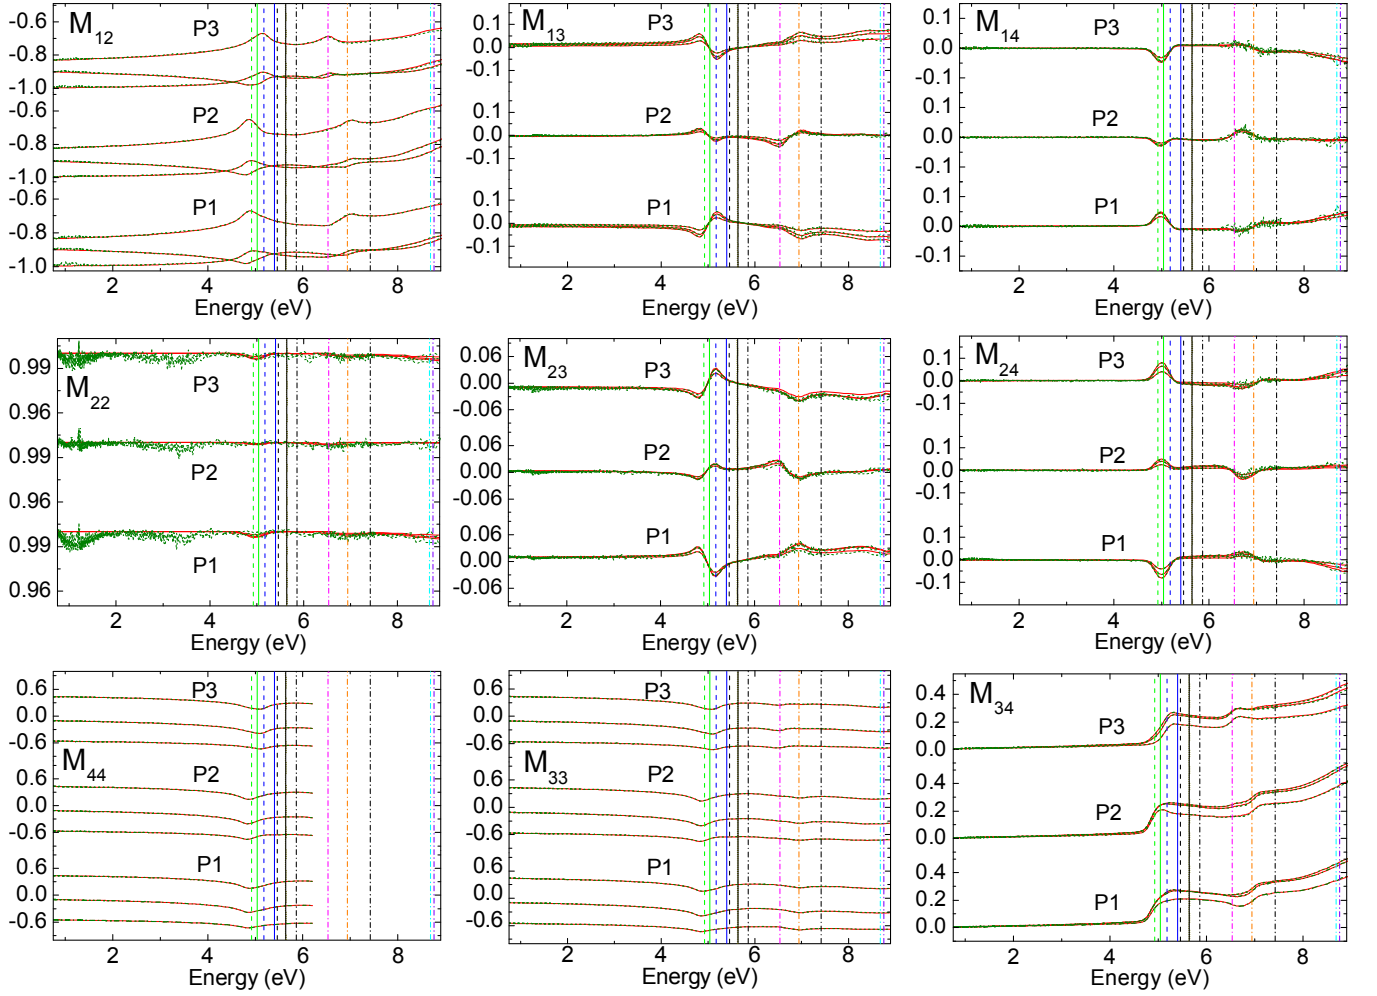 M12
P3
P2
P1
-0.6
-0.8
-1.0
-0.6
-0.8
-1.0
-0.6
-0.8
-1.0
2 4 6 8
Energy (eV)
M13
P3
P2
P1
0.1
0.0
-0.1
0.1
0.0
-0.1
0.1
0.0
-0.1
2 4 6 8
Energy (eV)
M14
P3
P2
P1
0.1
0.0
-0.1
0.1
0.0
-0.1
0.1
0.0
-0.1
2 4 6 8
Energy (eV)
M22
P3
P2
P1
0.99
0.96
0.99
0.96
0.99
0.96
2 4 6 8
Energy (eV)
M23
P3
P2
P1
0.06
0.00
-0.06
0.06
0.00
-0.06
0.06
0.00
-0.06
2 4 6 8
Energy (eV)
M24
P3
P2
P1
0.1
0.0
-0.1
0.1
0.0
-0.1
0.1
0.0
-0.1
2 4 6 8
Energy (eV)
M44
P3
P2
P1
0.6
0.0
-0.6
0.6
0.0
-0.6
0.6
0.0
-0.6
2 4 6 8
Energy (eV)
M33
P3
P2
P1
0.6
0.0
-0.6
0.6
0.0
-0.6
0.6
0.0
-0.6
2 4 6 8
Energy (eV)
M34
P3
P2
P1
0.4
0.2
0.0
0.4
0.2
0.0
0.4
0.2
0.0
2 4 6 8
Energy (eV)